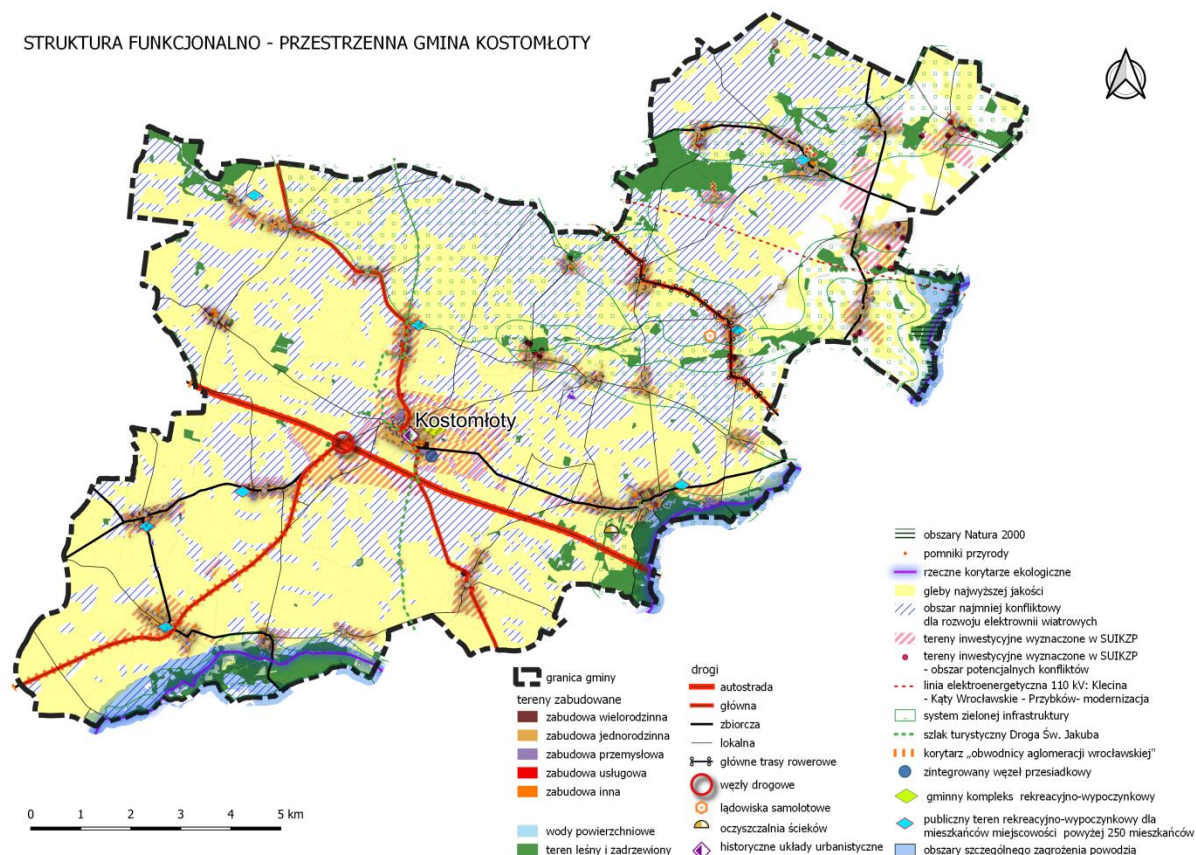 STRUKTURA FUNKCJONALNO - PRZESTRZENNA GMINA KOSTOMŁOTY
Kostomłoty
granica gminy
tereny zabudowane
zabudowa wielorodzinna
zabudowa jednorodzinna
zabudowa przemysłowa
zabudowa usługowa
zabudowa inna
wody powierzchniowe
teren leśny i zadrzewiony
drogi
autostrada
główna
zbiorcza
lokalna
główne trasy rowerowe
węzły drogowe
lądowiska samolotowe
oczyszczalnia ścieków
historyczne układy urbanistyczne
obszary Natura 2000
pomniki przyrody
rzeczne korytarze ekologiczne
gleby najwyższej jakości
obszar najmniej konfliktowy
dla rozwoju elektrowni wiatrowych
tereny inwestycyjne wyznaczone w SUIKZP
tereny inwestycyjne wyznaczone w SUIKZP
- obszar potencjalnych konfliktów
linia elektroenergetyczna 110 kV: Klecina
- Kąty Wrocławskie - Przybków- modernizacja
system zielonej infrastruktury
szlak turystyczny Droga Św. Jakuba
korytarz „obwodnicy aglomeracji wrocławskiej"
zintegrowany węzeł przesiadkowy
gminny kompleks rekreacyjno-wypoczynkowy
publiczny teren rekreacyjno-wypoczynkowy dla
mieszkańców miejscowości powyżej 250 mieszkańców
obszary szczególnego zagrożenia powodzią
0 1 2 3 4 5 km